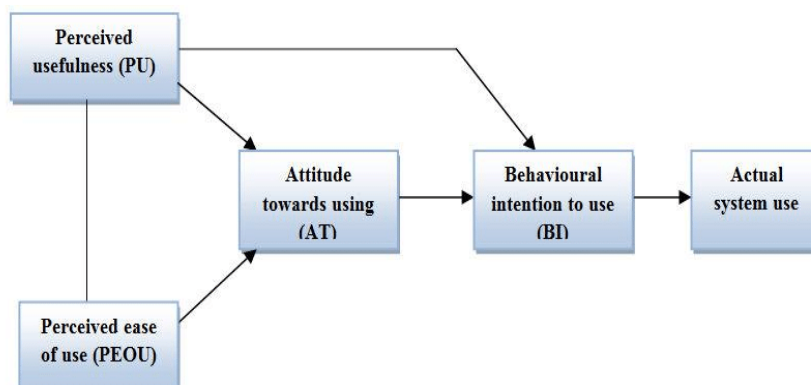 Perceived
usefulness (PU)
Attitude
towards using
(AT)
Behavioural
intention to use
(BI)
Actual
system use
Perceived ease
of use (PEOU)